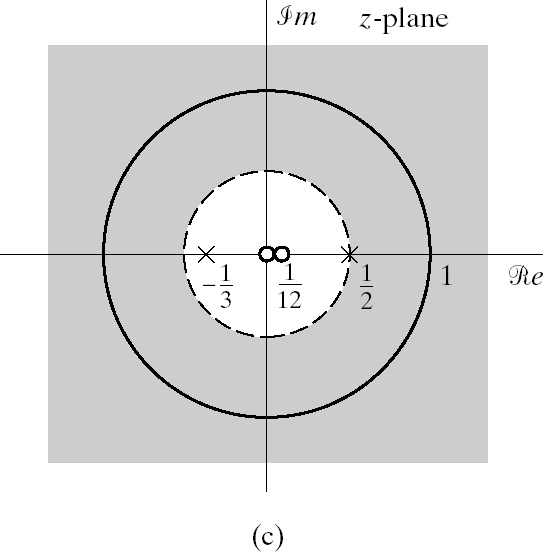 ℐm z-plane
-1/3 1/12 1/2 1 ℛe
(c)